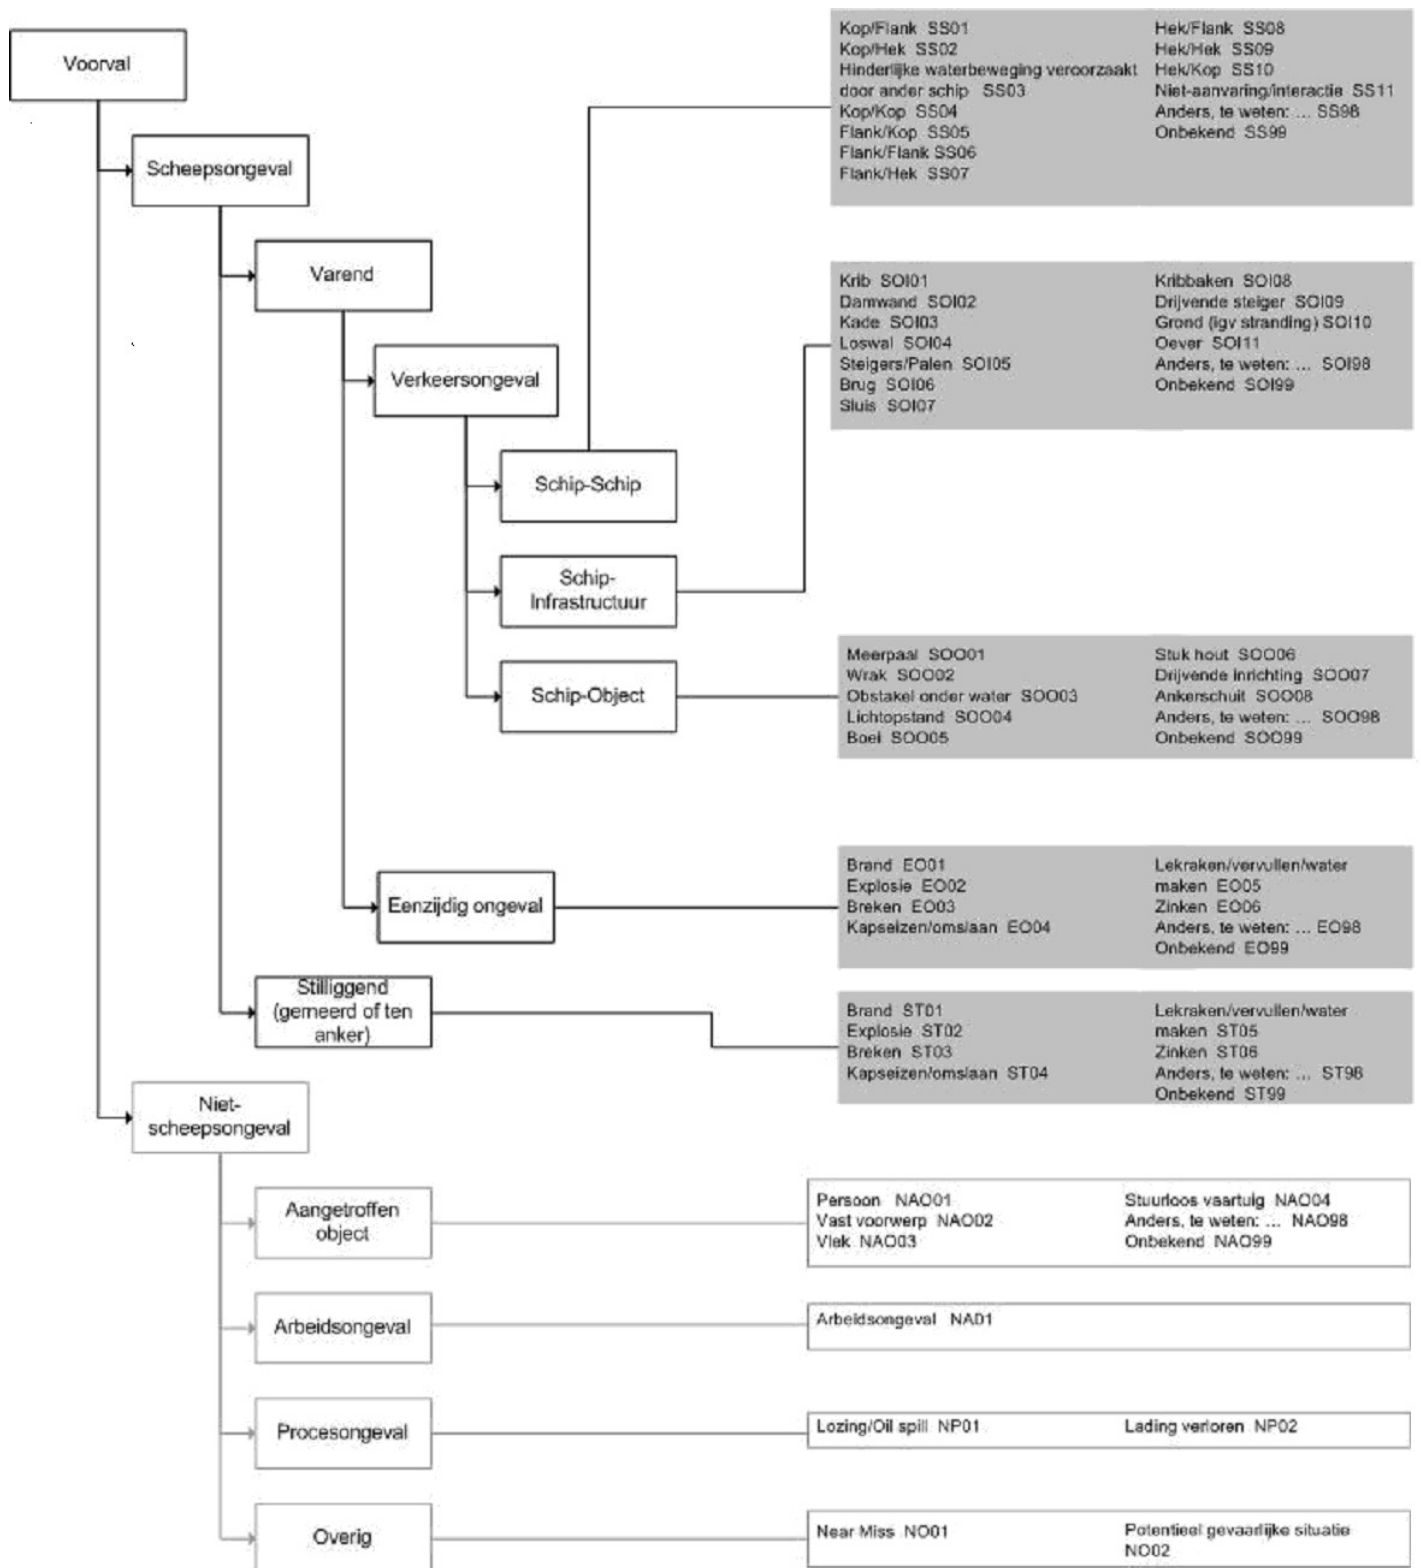 Voorval
Scheepsongeval
Varend
Verkeersongeval
Schip-Schip
Schip-
Infrastructuur
Schip-Object
Eenzijdig ongeval
Stilliggend
(gemeerd of ten
anker)
Niet-
scheepsongeval
Aangetroffen
object
Arbeidsongeval
Procesongeval
Overig
Kop/Flank SS01
Kop/Hek SS02
Hinderlijke waterbeweging veroorzaakt
door ander schip SS03
Kop/Kop SS04
Flank/Kop SS05
Flank/Flank SS06
Flank/Hek SS07
Hek/Flank SS08
Hek/Hek SS09
Hek/Kop SS10
Niet-aanvaring/interactie SS11
Anders, te weten: ... SS98
Onbekend SS99
Krib SOI01
Damwand SOI02
Kade SOI03
Loswal SOI04
Steigers/Palen SOI05
Brug SOI06
Sluis SOI07
Kribbaken SOI08
Drijvende steiger SOI09
Grond (igv stranding) SOI10
Oever SOI11
Anders, te weten: ... SOI98
Onbekend SOI99
Meerpaal SOO01
Wrak SOO02
Obstakel onder water SOO03
Lichtopstand SOO04
Boei SOO05
Stuk hout SOO06
Drijvende inrichting SOO07
Ankerschuit SOO08
Anders, te weten: ... SOO98
Onbekend SOO99
Brand EO01
Explosie EO02
Breken EO03
Kapseizen/omslaan EO04
Lekraken/vervullen/water
maken EO05
Zinken EO06
Anders, te weten: ... EO98
Onbekend EO99
Brand ST01
Explosie ST02
Breken ST03
Kapseizen/omslaan ST04
Lekraken/vervullen/water
maken ST05
Zinken ST06
Anders, te weten: ... ST98
Onbekend ST99
Persoon NAO01
Vast voorwerp NAO02
Vlek NAO03
Stuurloos vaartuig NAO04
Anders, te weten: ... NAO98
Onbekend NAO99
Arbeidsongeval NA01
Lozing/Oil spill NP01
Lading verloren NP02
Near Miss NO01
Potentieel gevaarlijke situatie
NO02